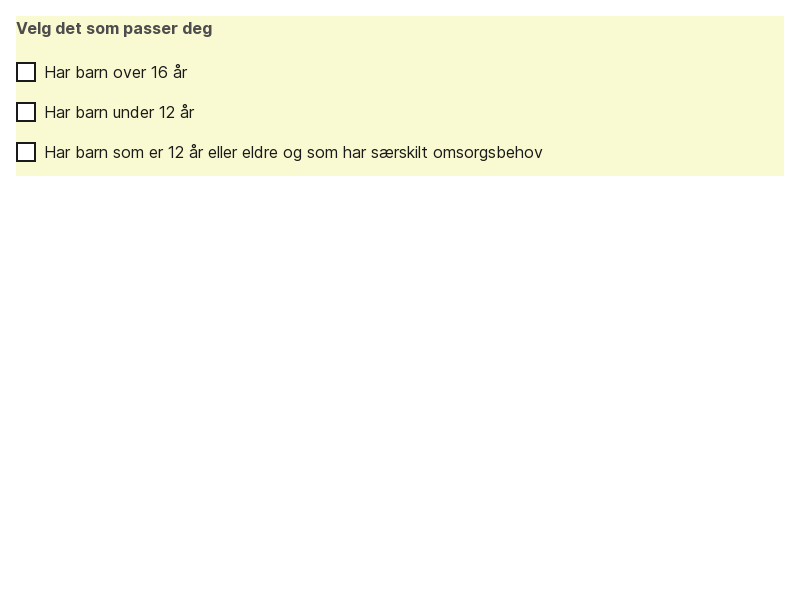 Velg det som passer deg
Har barn over 16 år
Har barn under 12 år
Har barn som er 12 år eller eldre og som har særskilt omsorgsbehov